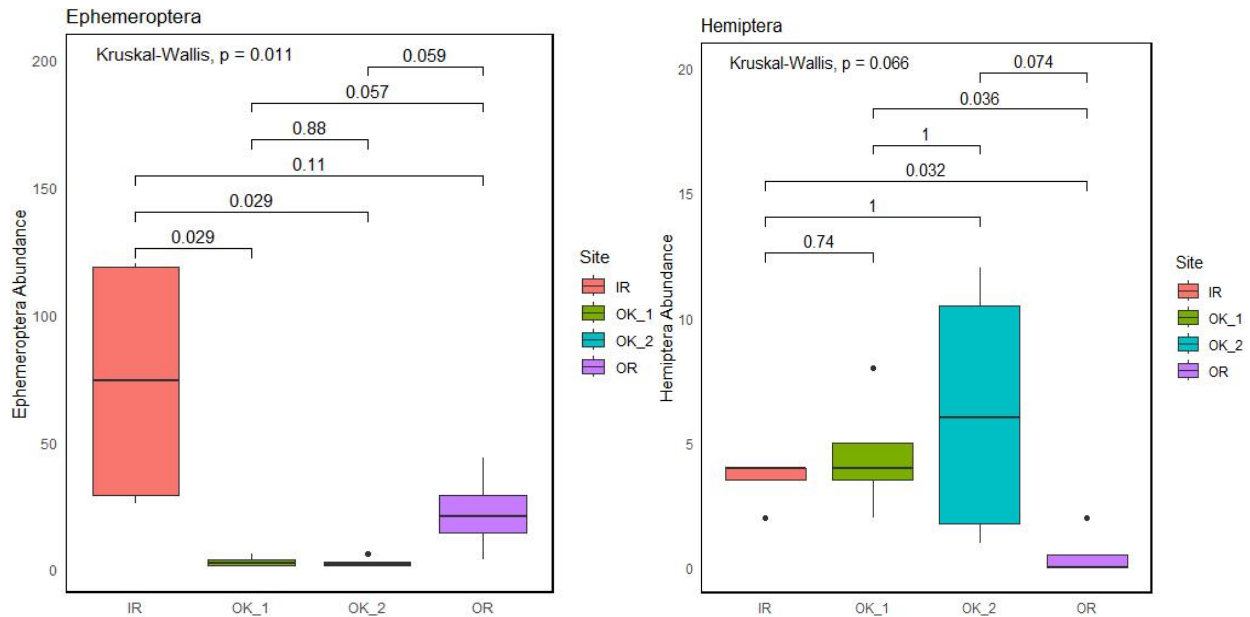 Ephemeroptera
Kruskal-Wallis, p = 0.011
0.059
0.057
0.88
0.11
0.029
0.029
200
150
100
50
0
Ephemeroptera Abundance
IR
OK_1
OK_2
OR
Site
IR
OK_1
OK_2
OR
Hemiptera
Kruskal-Wallis, p = 0.066
0.074
0.036
1
0.032
1
0.74
20
15
10
5
0
Hemiptera Abundance
IR
OK_1
OK_2
OR
Site
IR
OK_1
OK_2
OR